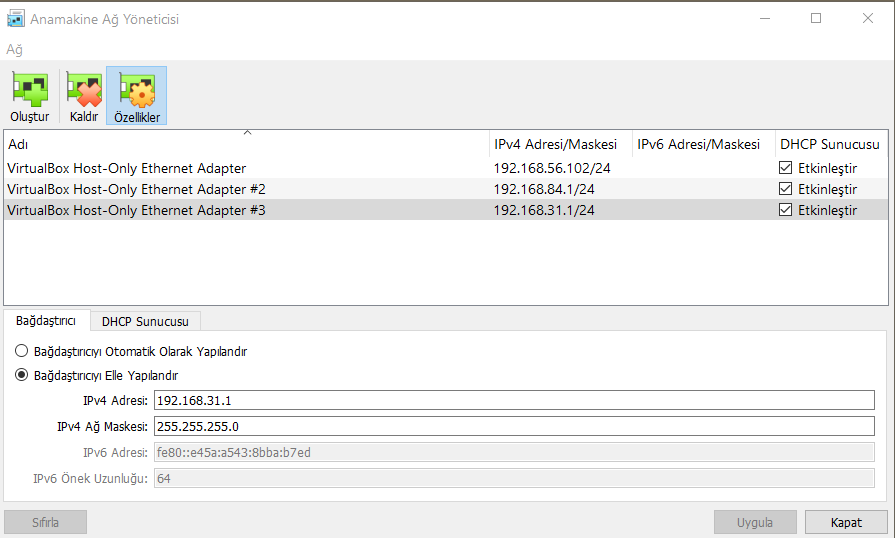 Anamakine Ağ Yöneticisi
Ağ
Oluştur Kaldır Özellikler
Adı IPv4 Adresi/Maskesi IPv6 Adresi/Maskesi DHCP Sunucusu
VirtualBox Host-Only Ethernet Adapter 192.168.56.102/24 Etkinleştir
VirtualBox Host-Only Ethernet Adapter #2 192.168.84.1/24 Etkinleştir
VirtualBox Host-Only Ethernet Adapter #3 192.168.31.1/24 Etkinleştir
Bağdaştırıcı DHCP Sunucusu
Bağdaştırıcıyı Otomatik Olarak Yapılandır
Bağdaştırıcıyı Elle Yapılandır
IPv4 Adresi: 192.168.31.1
IPv4 Ağ Maskesi: 255.255.255.0
IPv6 Adresi: fe80::e45a:a543:8bba:b7ed
IPv6 Önek Uzunluğu: 64
Sıfırla Uygula Kapat